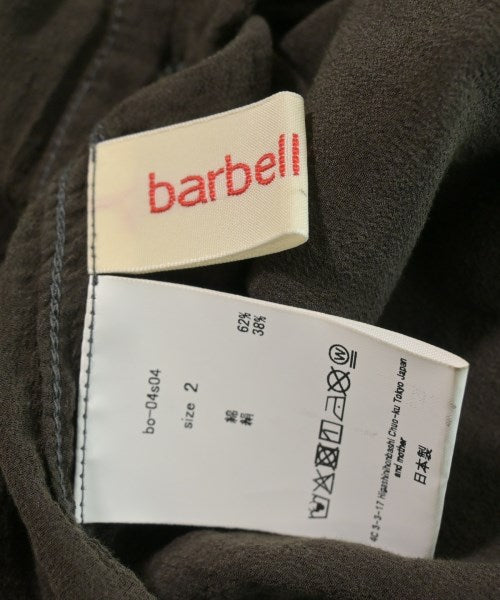 barbell
bo-04s04
size 2
綿 62%
絹 38%
4C 3-3-17 Higashinihonbashi Chuo-ku Tokyo Japan
and mother
日本製